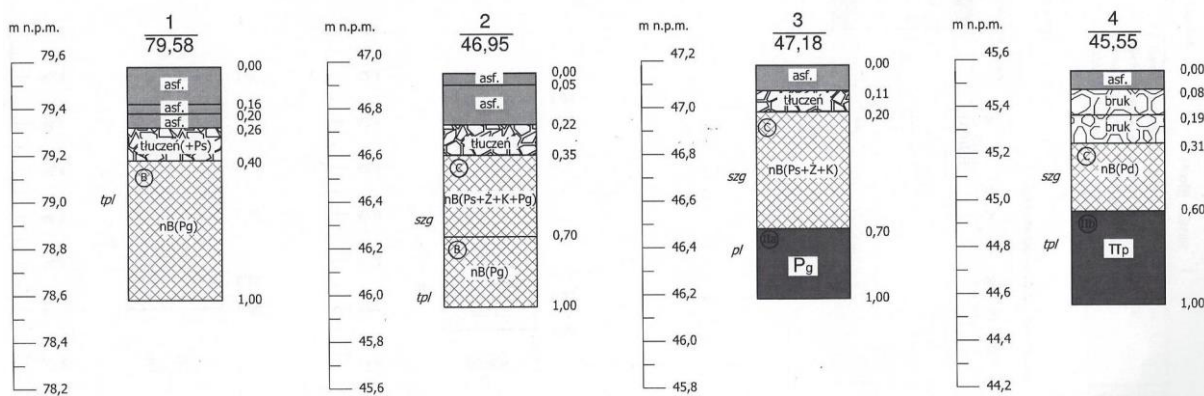 m n.p.m.
1
79,58
79,6
79,4
79,2
79,0
78,8
78,6
78,4
78,2
asf.
asf.
asf.
tłuczeń(+Ps)
B
nB(Pg)
tpl
0,00
0,16
0,20
0,26
0,40
1,00
m n.p.m.
2
46,95
47,0
46,8
46,6
46,4
46,2
46,0
45,8
45,6
asf.
tłuczeń
C
nB(Ps+Ż+K+Pg)
szg
B
nB(Pg)
tpl
0,00
0,05
0,22
0,35
0,70
1,00
m n.p.m.
3
47,18
47,2
47,0
46,8
46,6
46,4
46,2
46,0
45,8
asf.
tłuczeń
C
nB(Ps+Ż+K)
szg
IIa
Pg
pl
0,00
0,11
0,20
0,70
1,00
m n.p.m.
4
45,55
45,6
45,4
45,2
45,0
44,8
44,6
44,4
44,2
asf.
bruk
bruk
C
nB(Pd)
szg
πp
tpl
0,00
0,08
0,19
0,31
0,60
1,00